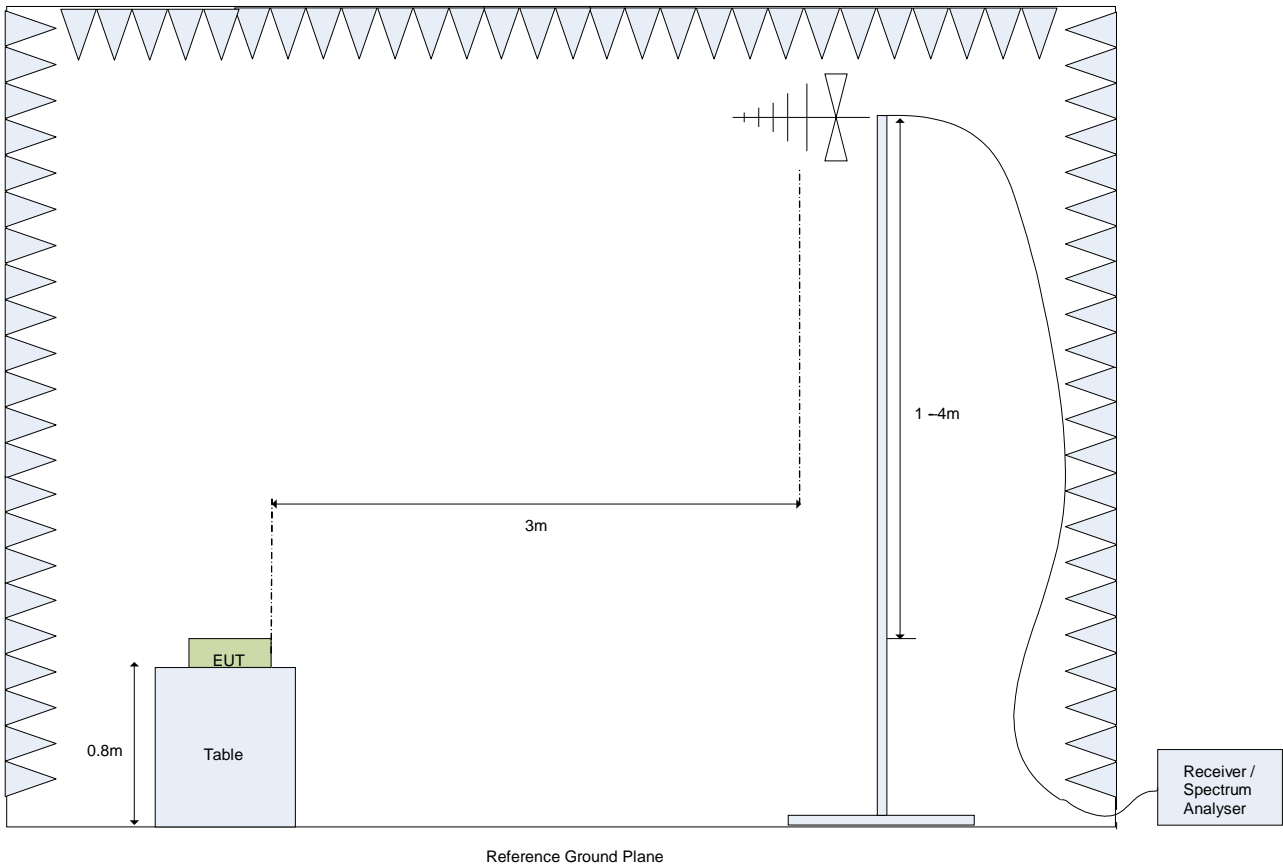 1 –4m
3m
EUT
0.8m
Table
Receiver /
Spectrum
Analyser
Reference Ground Plane